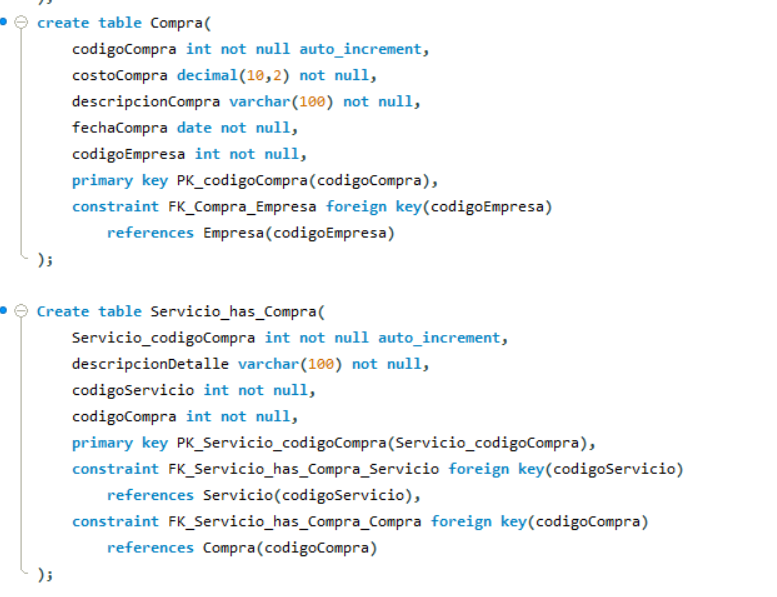 );
create table Compra(
codigoCompra int not null auto_increment,
costoCompra decimal(10,2) not null,
descripcionCompra varchar(100) not null,
fechaCompra date not null,
codigoEmpresa int not null,
primary key PK_codigoCompra(codigoCompra),
constraint FK_Compra_Empresa foreign key(codigoEmpresa)
references Empresa(codigoEmpresa)
);
Create table Servicio_has_Compra(
Servicio_codigoCompra int not null auto_increment,
descripcionDetalle varchar(100) not null,
codigoServicio int not null,
codigoCompra int not null,
primary key PK_Servicio_codigoCompra(Servicio_codigoCompra),
constraint FK_Servicio_has_Compra_Servicio foreign key(codigoServicio)
references Servicio(codigoServicio),
constraint FK_Servicio_has_Compra_Compra foreign key(codigoCompra)
references Compra(codigoCompra)
);